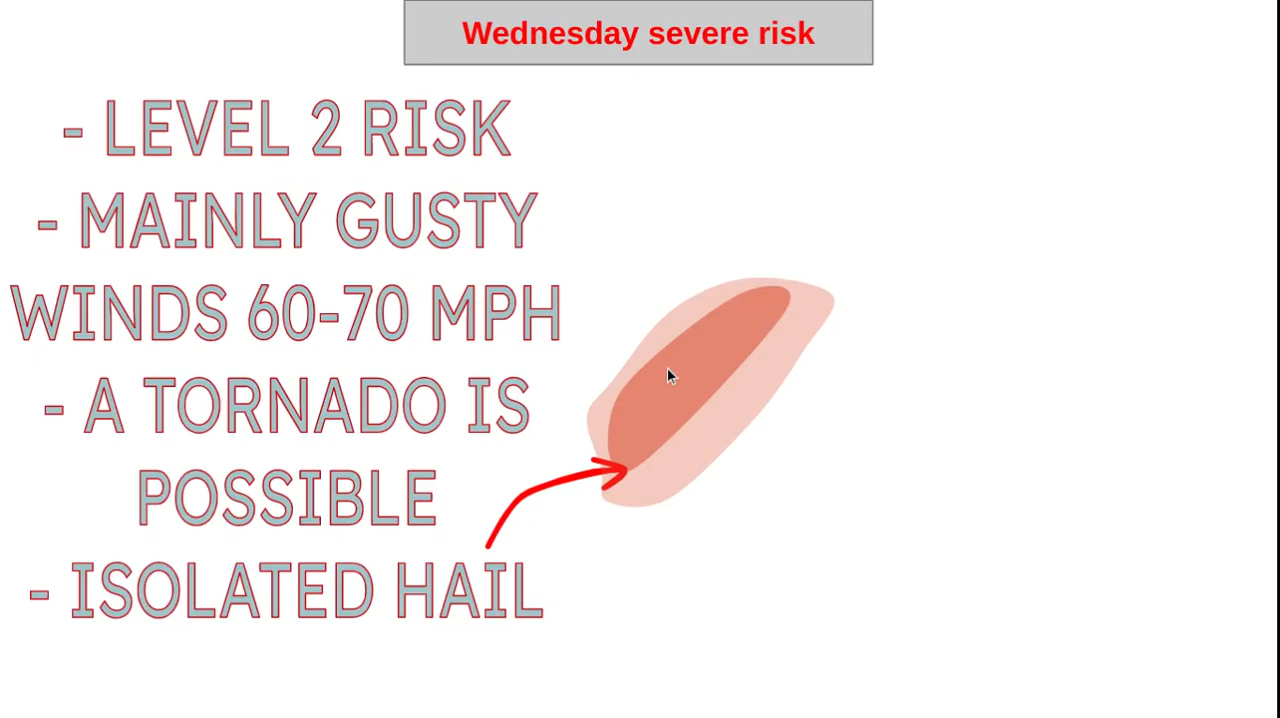 Wednesday severe risk
- LEVEL 2 RISK
- MAINLY GUSTY
WINDS 60-70 MPH
- A TORNADO IS
POSSIBLE
- ISOLATED HAIL